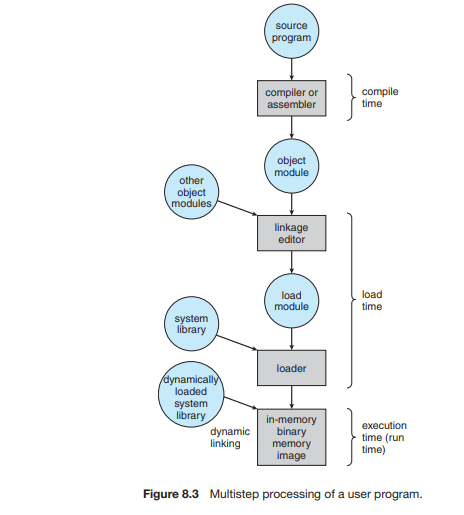 source
program
compiler or
assembler
compile
time
object
module
other
object
modules
linkage
editor
load
module
load
time
system
library
loader
dynamically
loaded
system
library
dynamic
linking
in-memory
binary
memory
image
execution
time (run
time)
Figure 8.3 Multistep processing of a user program.